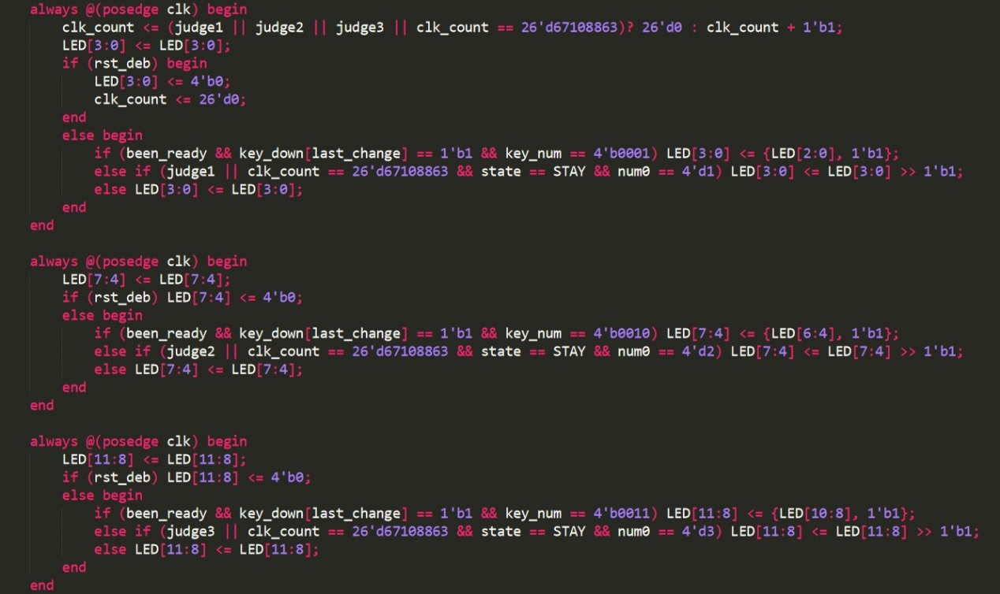 always @(posedge clk) begin
    clk_count <= (judge1 || judge2 || judge3 || clk_count == 26'd67108863)? 26'd0 : clk_count + 1'b1;
    LED[3:0] <= LED[3:0];
    if (rst_deb) begin
        LED[3:0] <= 4'b0;
        clk_count <= 26'd0;
    end
    else begin
        if (been_ready && key_down[last_change] == 1'b1 && key_num == 4'b0001) LED[3:0] <= {LED[2:0], 1'b1};
        else if (judge1 || clk_count == 26'd67108863 && state == STAY && num0 == 4'd1) LED[3:0] <= LED[3:0] >> 1'b1;
        else LED[3:0] <= LED[3:0];
    end
end
always @(posedge clk) begin
    LED[7:4] <= LED[7:4];
    if (rst_deb) LED[7:4] <= 4'b0;
    else begin
        if (been_ready && key_down[last_change] == 1'b1 && key_num == 4'b0010) LED[7:4] <= {LED[6:4], 1'b1};
        else if (judge2 || clk_count == 26'd67108863 && state == STAY && num0 == 4'd2) LED[7:4] <= LED[7:4] >> 1'b1;
        else LED[7:4] <= LED[7:4];
    end
end
always @(posedge clk) begin
    LED[11:8] <= LED[11:8];
    if (rst_deb) LED[11:8] <= 4'b0;
    else begin
        if (been_ready && key_down[last_change] == 1'b1 && key_num == 4'b0011) LED[11:8] <= {LED[10:8], 1'b1};
        else if (judge3 || clk_count == 26'd67108863 && state == STAY && num0 == 4'd3) LED[11:8] <= LED[11:8] >> 1'b1;
        else LED[11:8] <= LED[11:8];
    end
end